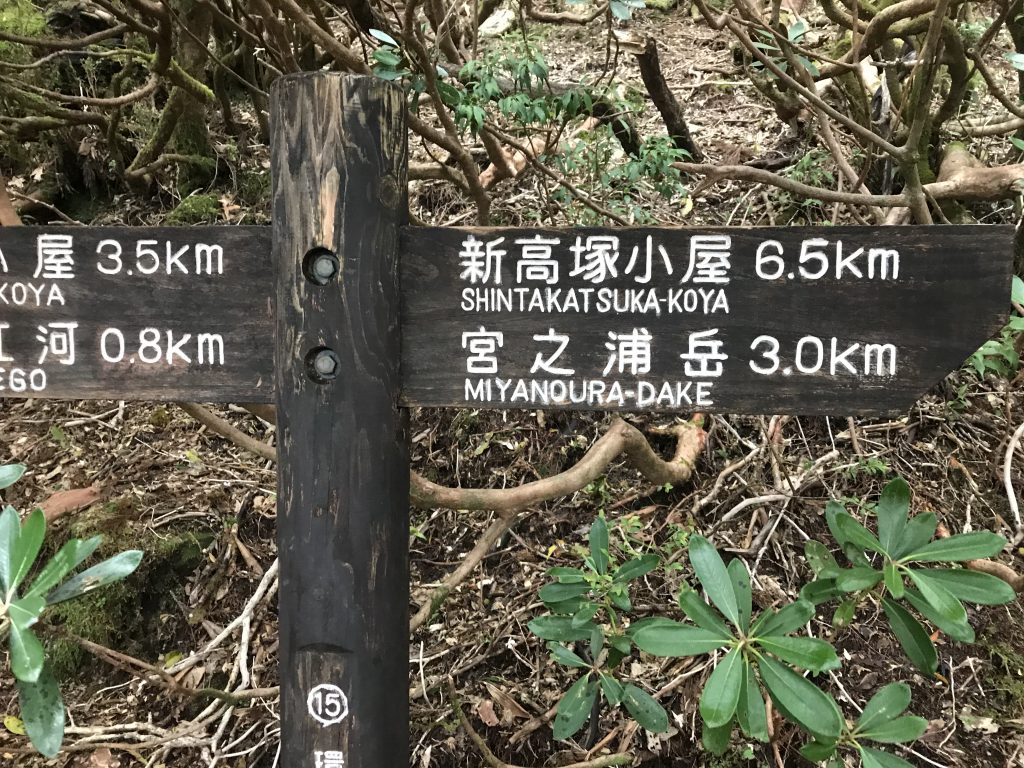 屋 3.5km
KOYA
河 0.8km
EGO
新高塚小屋 6.5km
SHINTAKATSUKA-KOYA
宮之浦岳 3.0km
MIYANOURA-DAKE
15
環